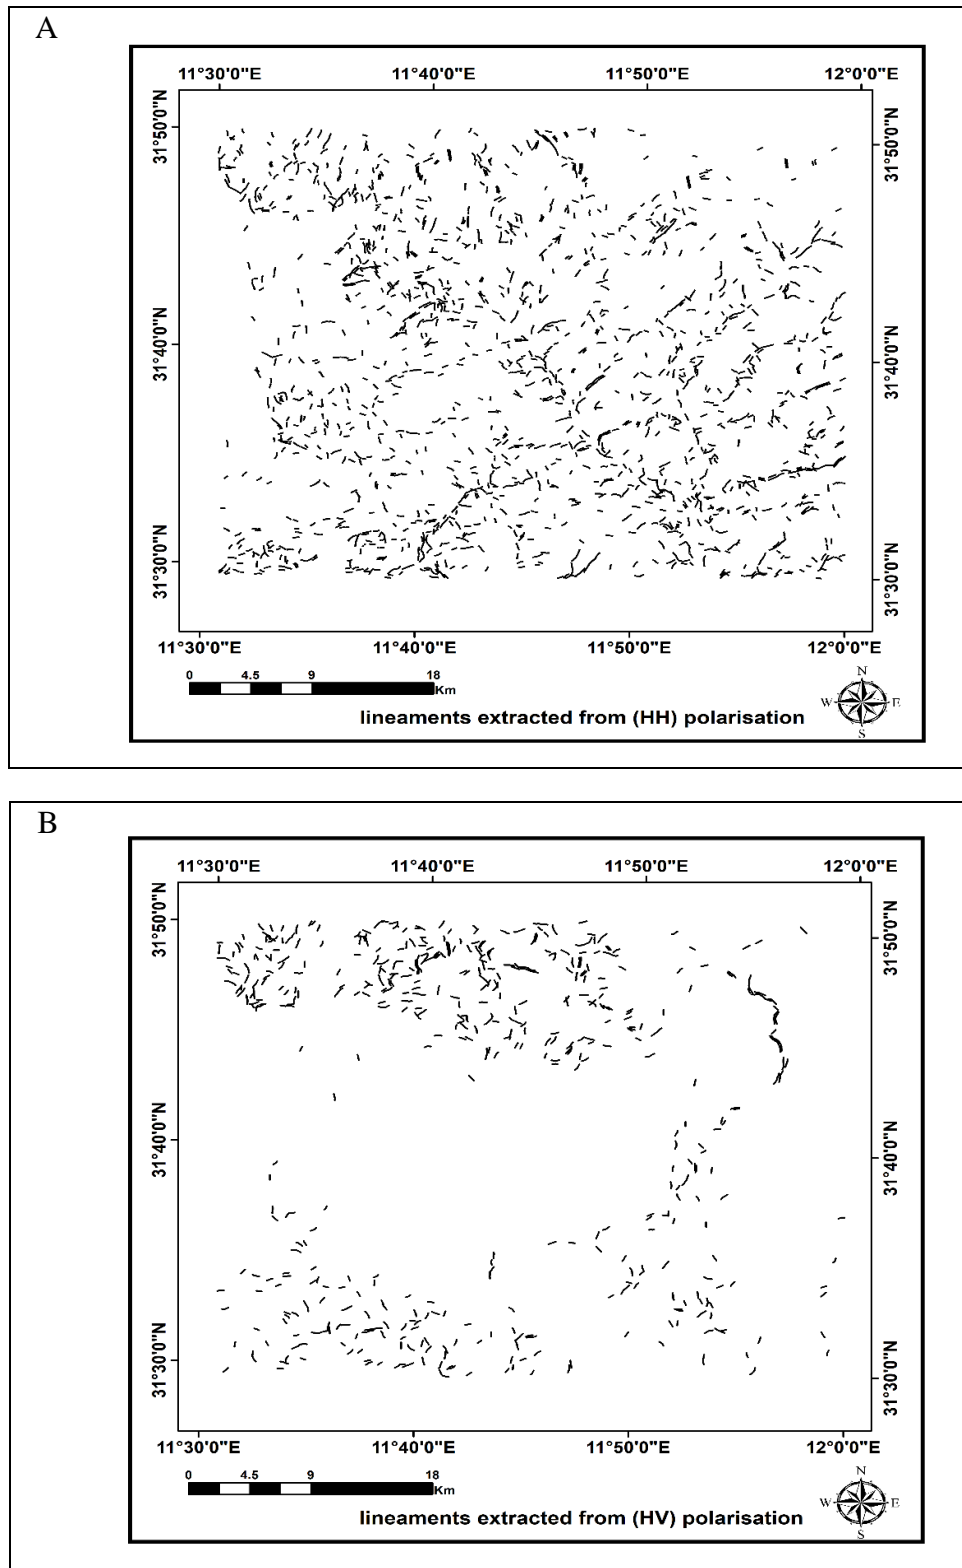 A
11°30'0"E 11°40'0"E 11°50'0"E 12°0'0"E
31°50'0"N
31°50'0"N
31°40'0"N
31°40'0"N
31°30'0"N
31°30'0"N
11°30'0"E 11°40'0"E 11°50'0"E 12°0'0"E
0 4.5 9 18
Km
N
W E
S
lineaments extracted from (HH) polarisation
B
11°30'0"E 11°40'0"E 11°50'0"E 12°0'0"E
31°50'0"N
31°50'0"N
31°40'0"N
31°40'0"N
31°30'0"N
31°30'0"N
11°30'0"E 11°40'0"E 11°50'0"E 12°0'0"E
0 4.5 9 18
Km
N
W E
S
lineaments extracted from (HV) polarisation